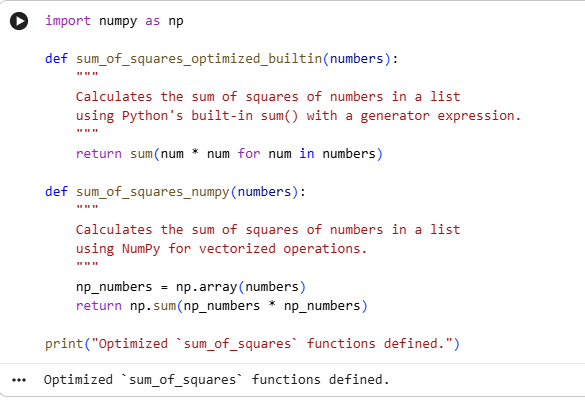 import numpy as np
def sum_of_squares_optimized_builtin(numbers):
"""
Calculates the sum of squares of numbers in a list
using Python's built-in sum() with a generator expression.
"""
return sum(num * num for num in numbers)
def sum_of_squares_numpy(numbers):
"""
Calculates the sum of squares of numbers in a list
using NumPy for vectorized operations.
"""
np_numbers = np.array(numbers)
return np.sum(np_numbers * np_numbers)
print("Optimized `sum_of_squares` functions defined.")
Optimized `sum_of_squares` functions defined.